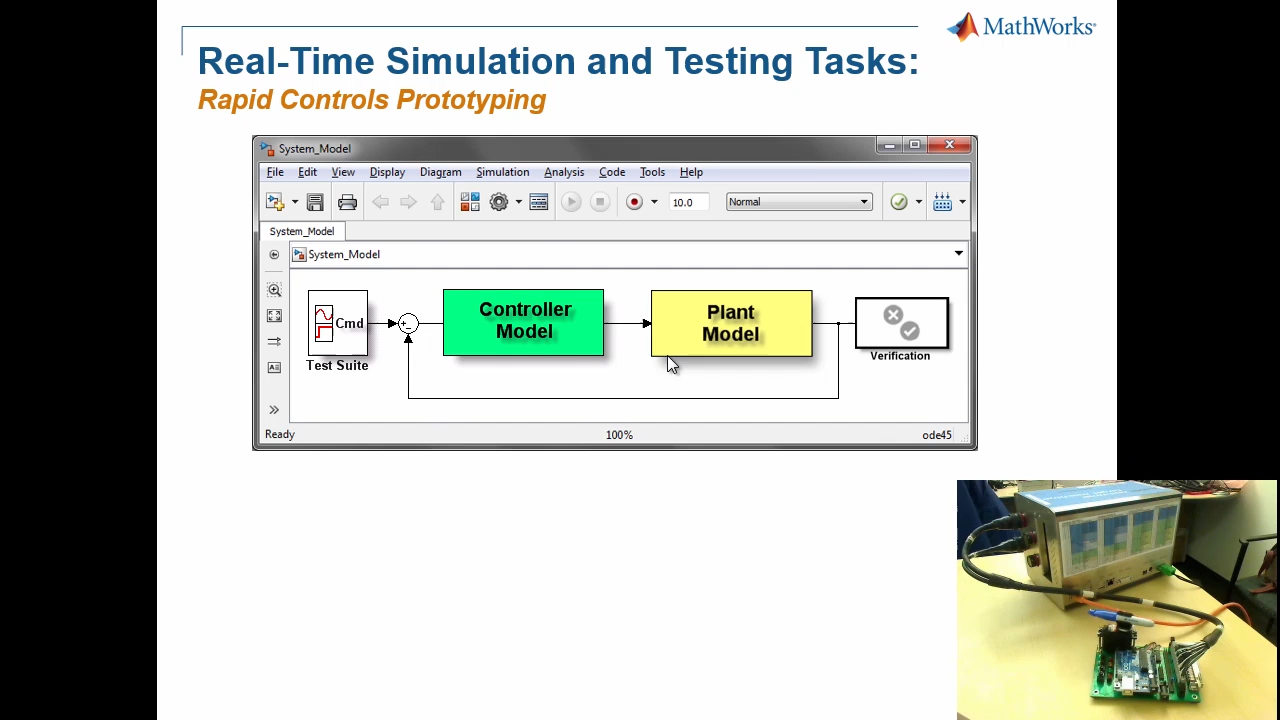 MathWorks®
Real-Time Simulation and Testing Tasks:
Rapid Controls Prototyping
System_Model
File Edit View Display Diagram Simulation Analysis Code Tools Help
10.0 Normal
System_Model
System_Model
Cmd
+
-
Controller
Model
Plant
Model
Test Suite
Verification
Ready 100% ode45